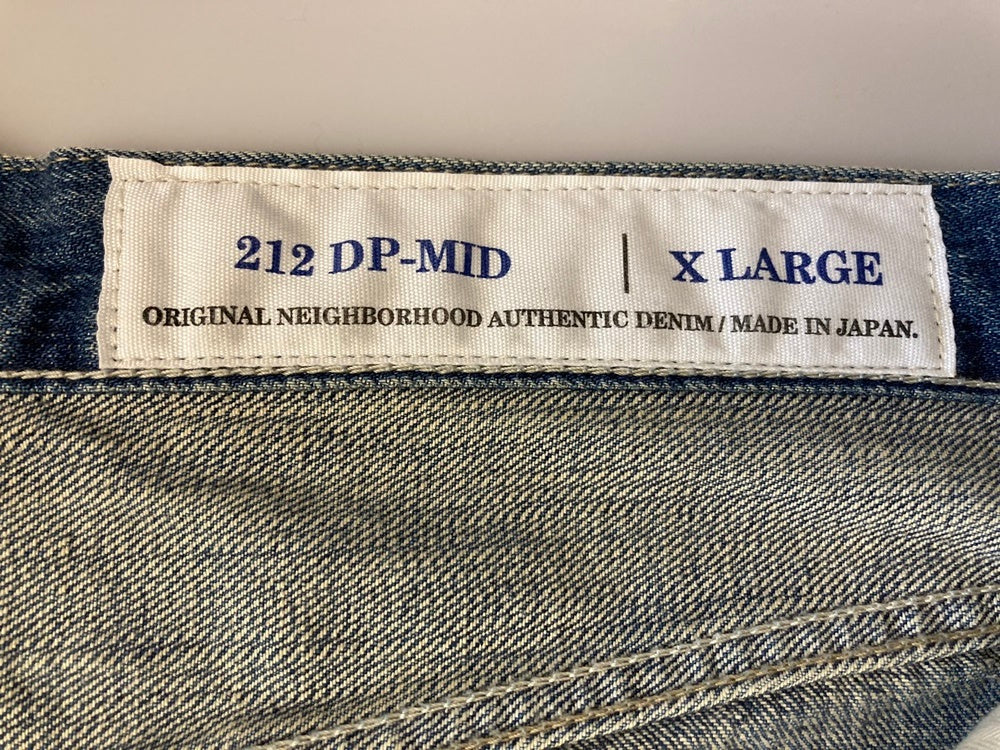 212 DP-MID | X LARGE
ORIGINAL NEIGHBORHOOD AUTHENTIC DENIM / MADE IN JAPAN.